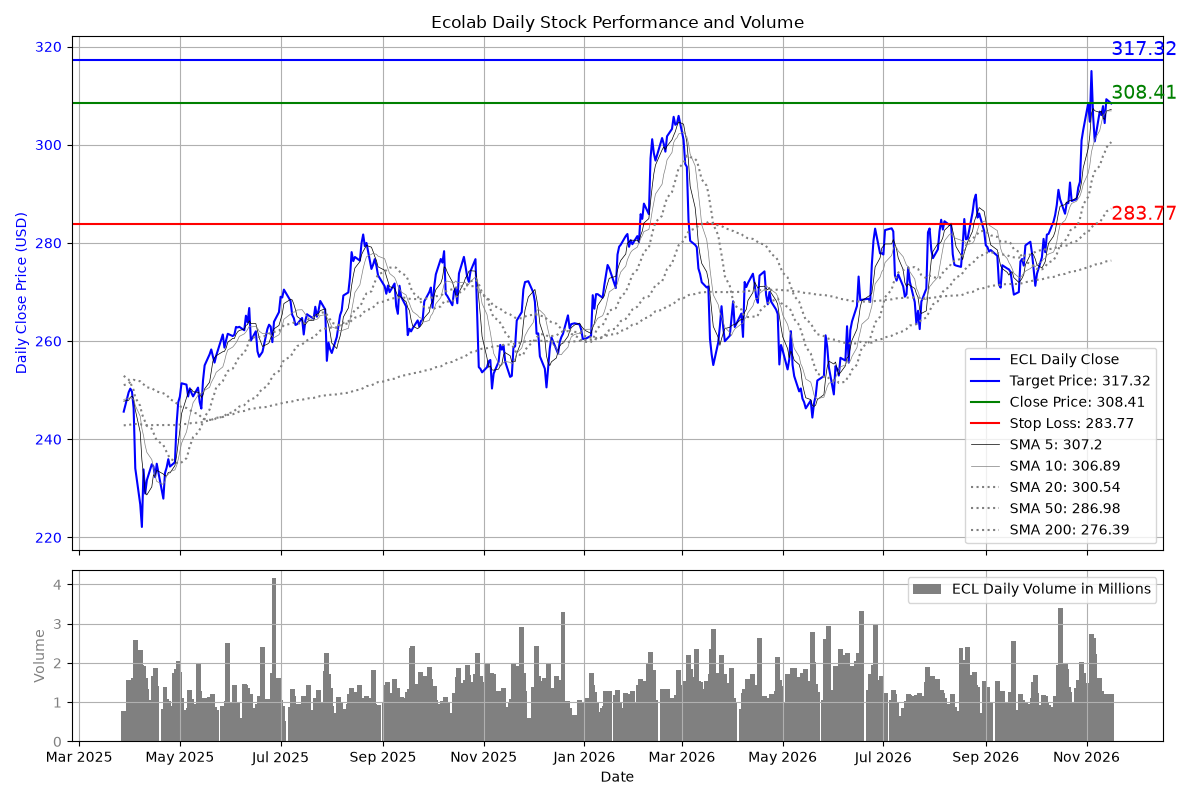 Ecolab Daily Stock Performance and Volume
317.32
308.41
283.77
320
300
280
260
240
220
Daily Close Price (USD)
ECL Daily Close
Target Price: 317.32
Close Price: 308.41
Stop Loss: 283.77
SMA 5: 307.2
SMA 10: 306.89
SMA 20: 300.54
SMA 50: 286.98
SMA 200: 276.39
4
3
2
1
0
Volume
ECL Daily Volume in Millions
Mar 2025 May 2025 Jul 2025 Sep 2025 Nov 2025 Jan 2026 Mar 2026 May 2026 Jul 2026 Sep 2026 Nov 2026
Date